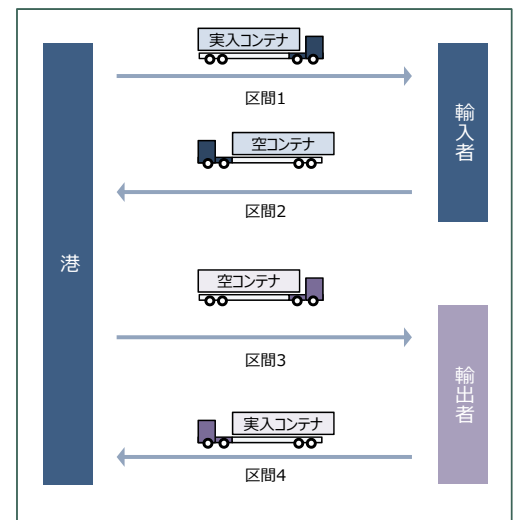 実入コンテナ
区間1
空コンテナ
区間2
輸入者
港
空コンテナ
区間3
実入コンテナ
区間4
輸出者